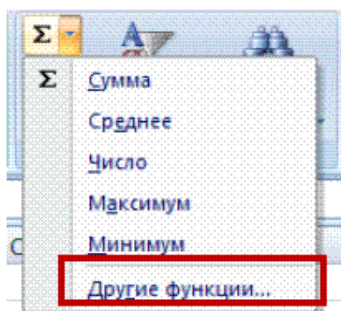 Σ
Σ Сумма
Среднее
Число
Максимум
Минимум
Другие функции...